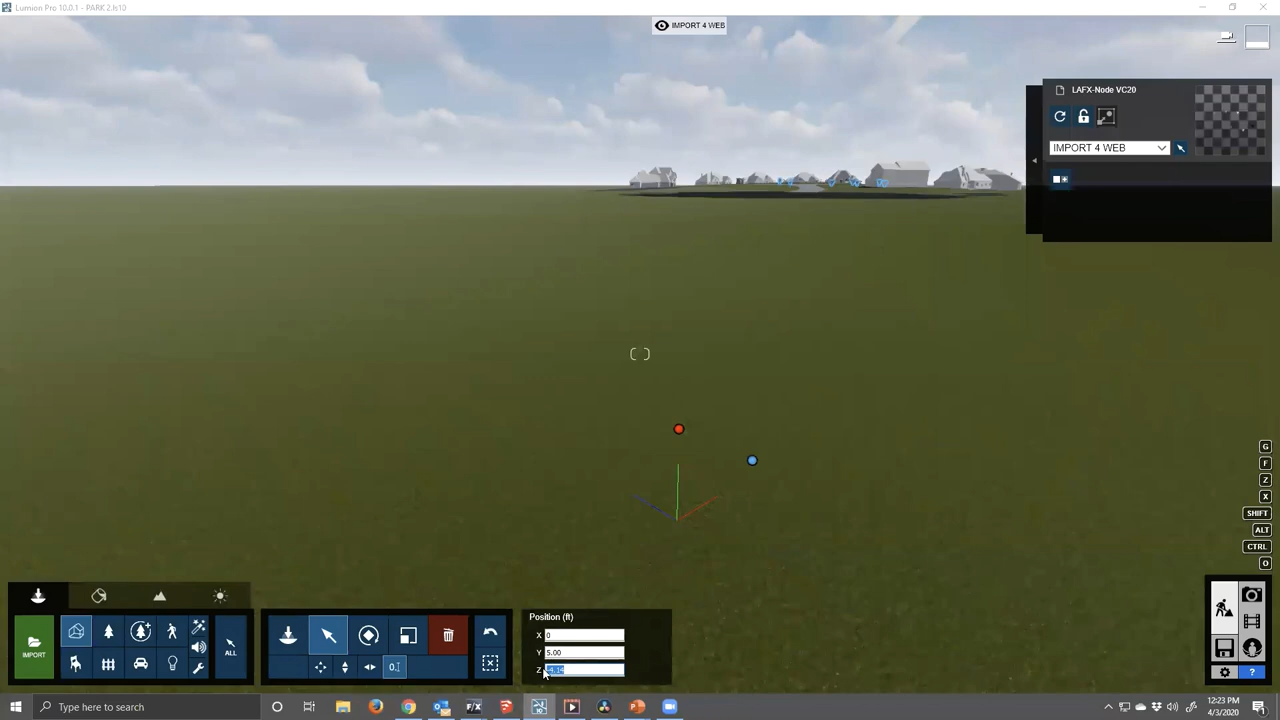 Lumion Pro 10.0.1 - PARK 2.ls10
IMPORT 4 WEB
LAFX-Node VC20
IMPORT 4 WEB
G
F
Z
X
SHIFT
ALT
CTRL
O
IMPORT
ALL
Position (ft)
X 0
Y 5.00
Z
?
Type here to search
12:23 PM
4/3/2020